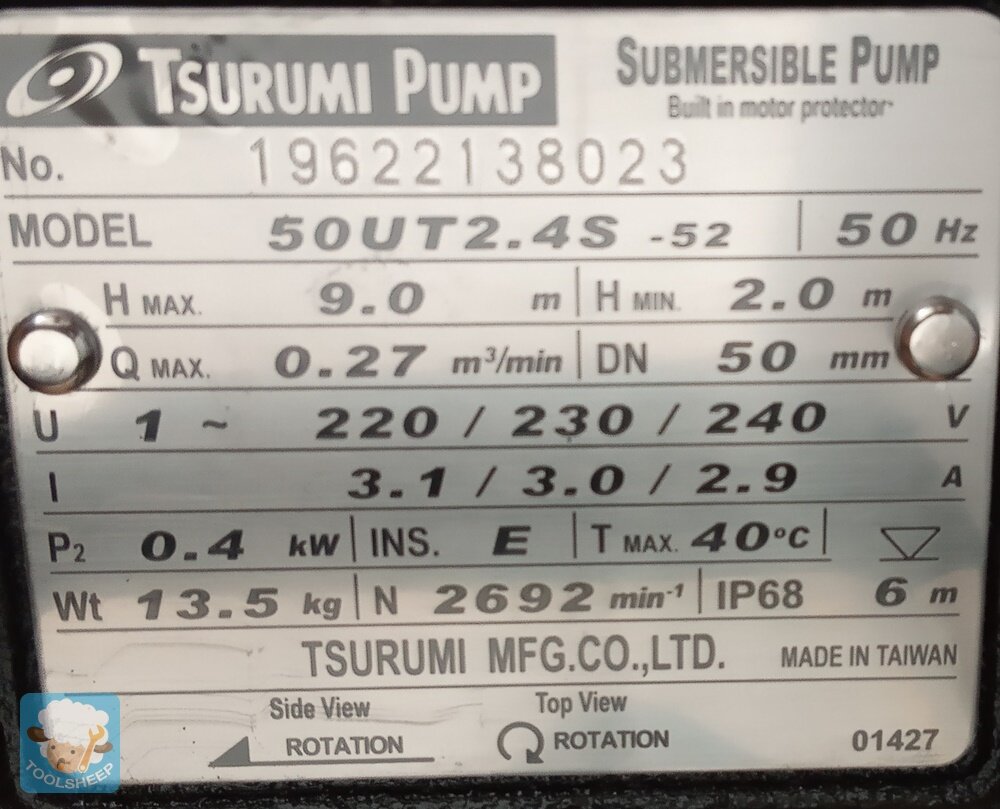 TSURUMI PUMP
SUBMERSIBLE PUMP
Built in motor protector
No. 19622138023
MODEL 50UT2.4S -52 50 Hz
H MAX. 9.0 m H MIN. 2.0 m
Q MAX. 0.27 m³/min DN 50 mm
U 1 ~ 220 / 230 / 240 V
I 3.1 / 3.0 / 2.9 A
P2 0.4 kW INS. E T MAX. 40°C
Wt 13.5 kg N 2692 min-1 IP68 6 m
TSURUMI MFG.CO.,LTD. MADE IN TAIWAN
Side View Top View
ROTATION ROTATION 01427
TOOLSHEEP